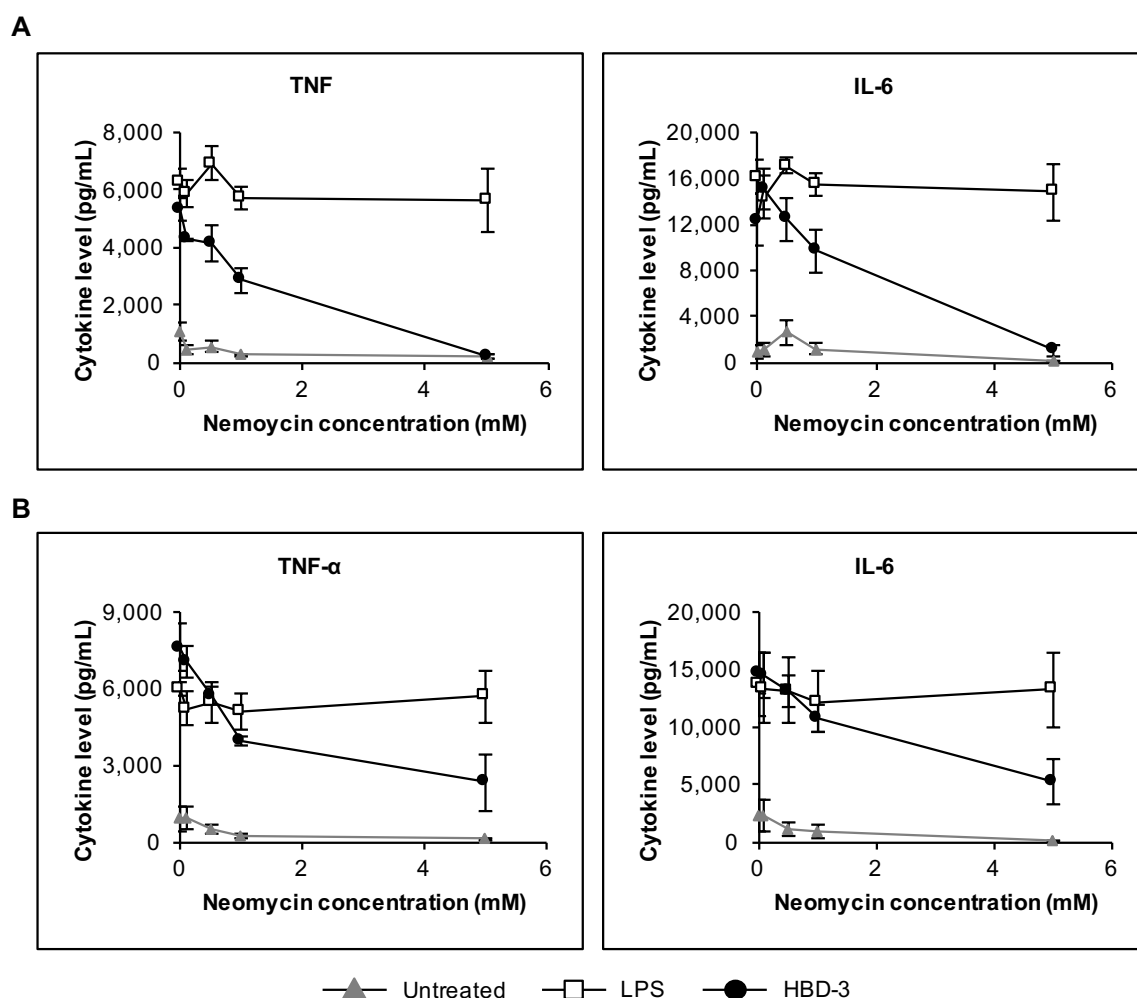 A
TNF
IL-6
Cytokine level (pg/mL)
8,000
6,000
4,000
2,000
0
0 2 4 6
Nemoycin concentration (mM)
Cytokine level (pg/mL)
20,000
16,000
12,000
8,000
4,000
0
0 2 4 6
Nemoycin concentration (mM)
B
TNF-α
IL-6
Cytokine level (pg/mL)
9,000
6,000
3,000
0
0 2 4 6
Neomycin concentration (mM)
Cytokine level (pg/mL)
20,000
15,000
10,000
5,000
0
0 2 4 6
Neomycin concentration (mM)
Untreated LPS HBD-3